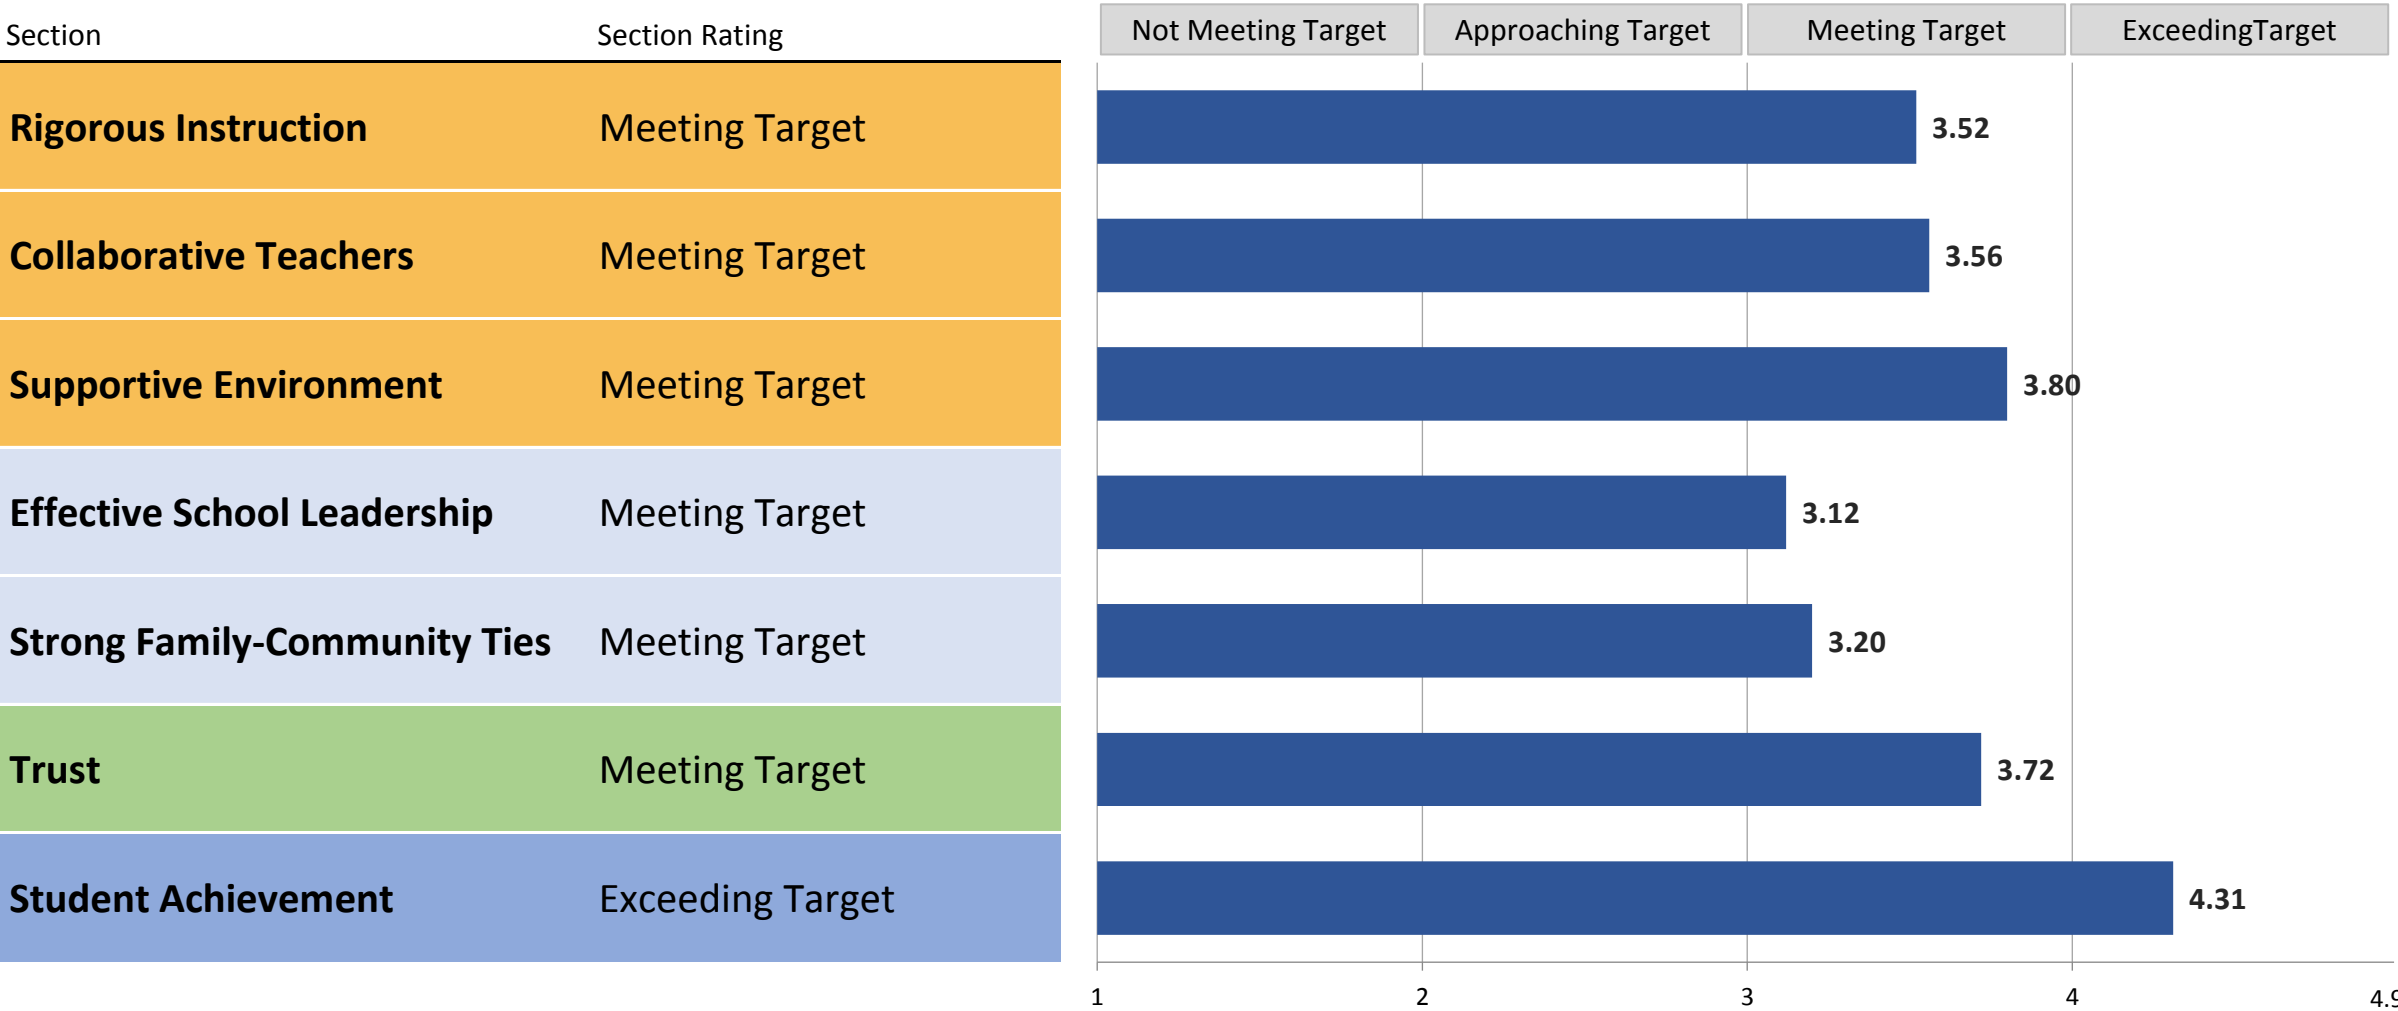 Section Section Rating Not Meeting Target Approaching Target Meeting Target ExceedingTarget
Rigorous Instruction Meeting Target 3.52
Collaborative Teachers Meeting Target 3.56
Supportive Environment Meeting Target 3.80
Effective School Leadership Meeting Target 3.12
Strong Family-Community Ties Meeting Target 3.20
Trust Meeting Target 3.72
Student Achievement Exceeding Target 4.31
1 2 3 4 4.9